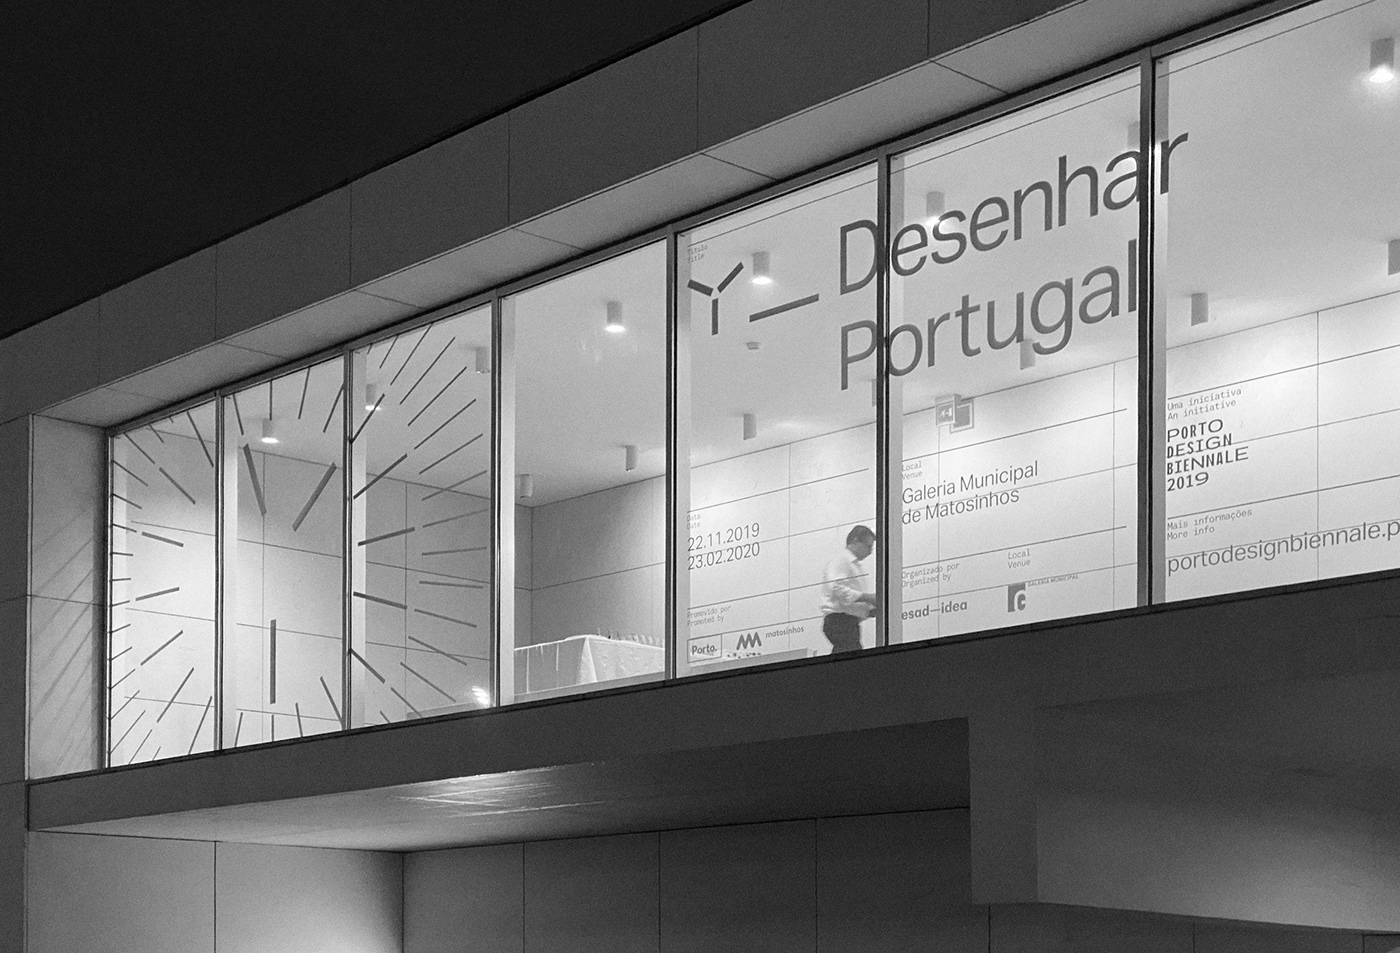 Título
Title
Y_ Desenhar
Portugal
Data
Date
22.11.2019
23.02.2020
Promovido por
Promoted by
Porto.
matosinhos
Local
Venue
Galeria Municipal
de Matosinhos
Organizado por
Organized by
esad—idea
Local
Venue
GALERIA MUNICIPAL
Uma iniciativa
An initiative
PORTO
DESIGN
BIENNALE
2019
Mais informações
More info
portodesignbiennale.p